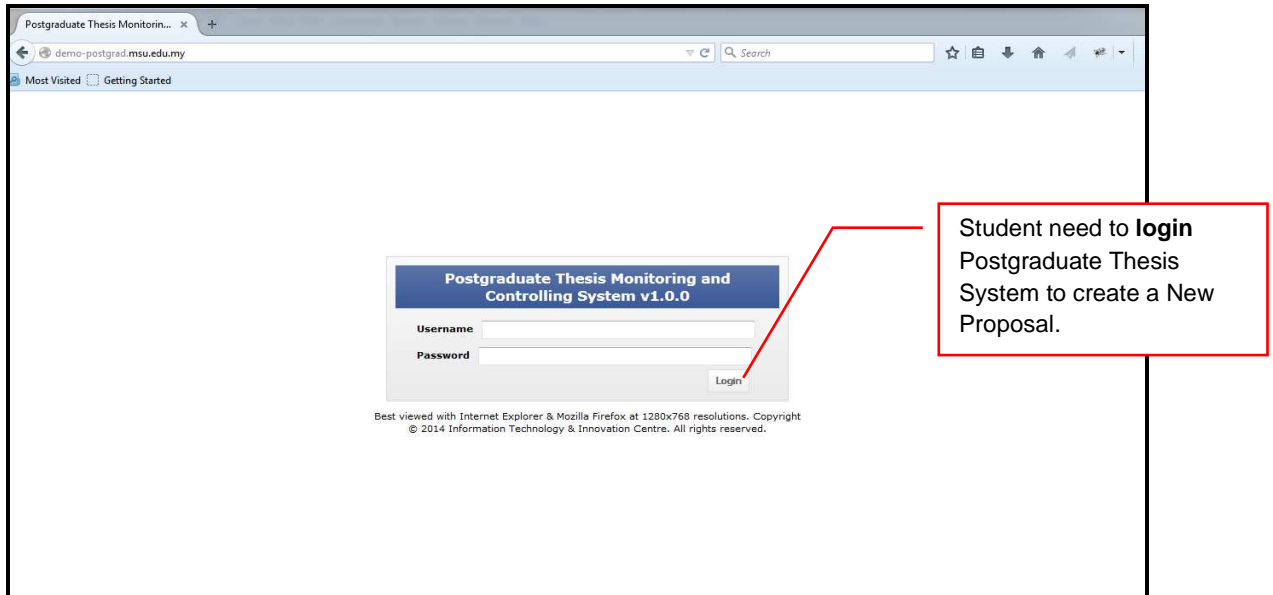 Postgraduate Thesis Monitorin...
demo-postgrad.msu.edu.my
Search
Most Visited Getting Started
Postgraduate Thesis Monitoring and
Controlling System v1.0.0
Username
Password
Login
Best viewed with Internet Explorer & Mozilla Firefox at 1280x768 resolutions. Copyright
© 2014 Information Technology & Innovation Centre. All rights reserved.
Student need to login
Postgraduate Thesis
System to create a New
Proposal.